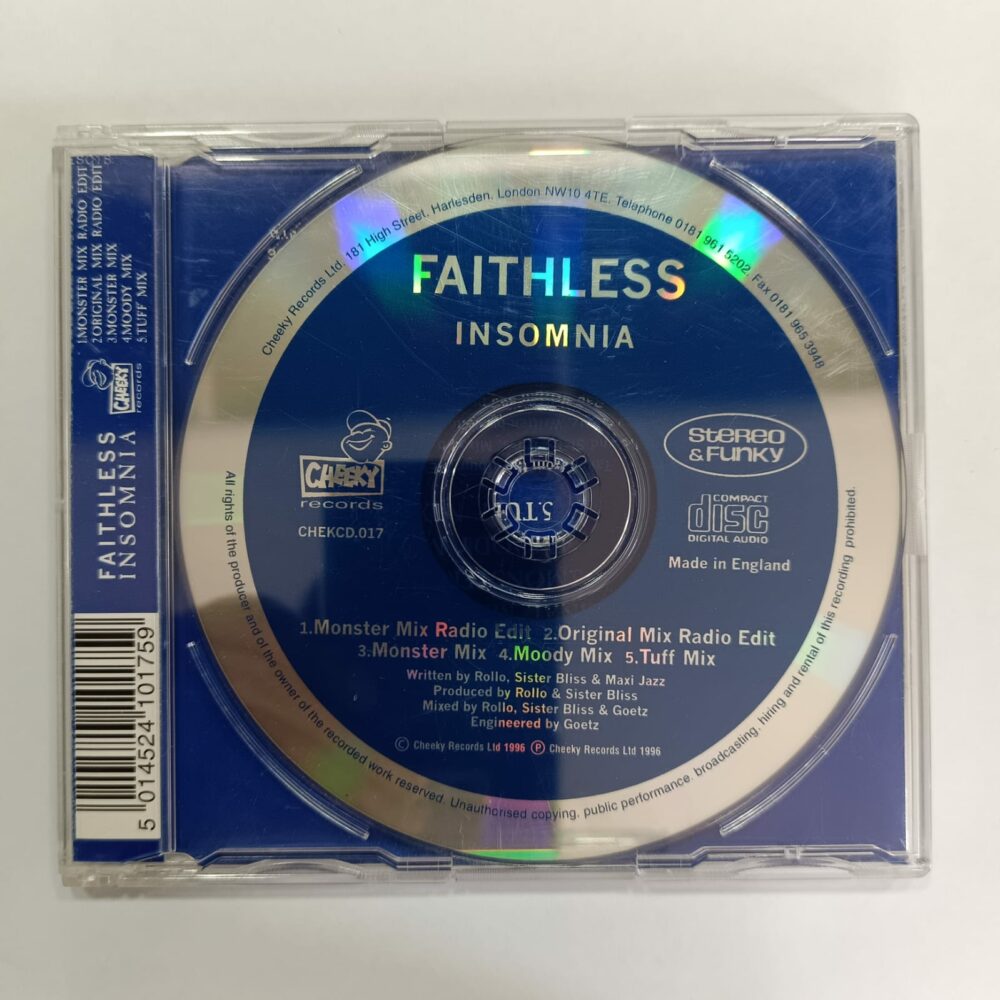 1.MONSTER MIX RADIO EDIT
2.ORIGINAL MIX RADIO EDIT
3.MONSTER MIX
4.MOODY MIX
5.TUFF MIX
CHEEKY
records
FAITHLESS
INSOMNIA
5 014524 101759
Cheeky Records Ltd, 181 High Street, Harlesden, London NW10 4TE. Telephone 0181 961 5202. Fax 0181 965 3948
FAITHLESS
INSOMNIA
CHEEKY
records
CHEKCD.017
STEREO
& FUNKY
COMPACT
disc
DIGITAL AUDIO
Made in England
5.TU
1.Monster Mix Radio Edit 2.Original Mix Radio Edit
3.Monster Mix 4.Moody Mix 5.Tuff Mix
Written by Rollo, Sister Bliss & Maxi Jazz
Produced by Rollo & Sister Bliss
Mixed by Rollo, Sister Bliss & Goetz
Engineered by Goetz
© Cheeky Records Ltd 1996 ℗ Cheeky Records Ltd 1996
All rights of the producer and of the owner of the recorded work reserved. Unauthorised copying, public performance, broadcasting, hiring and rental of this recording prohibited.